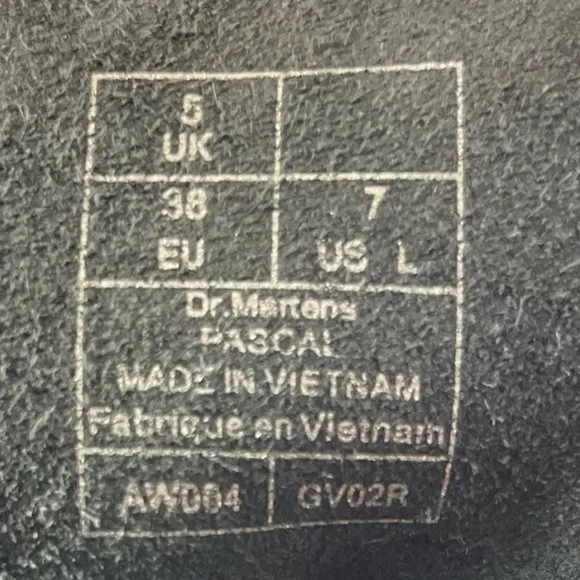 5
UK
38
EU
7
US L
Dr. Martens
PASCAL
MADE IN VIETNAM
Fabrique en Vietnam
AW004
GV02R